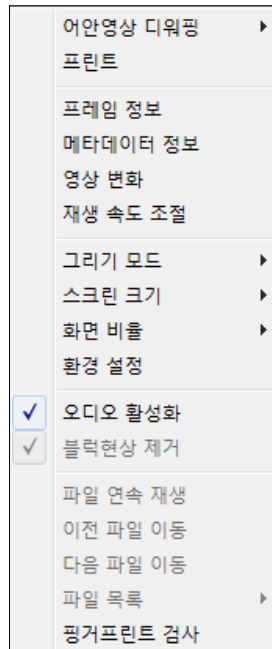 어안영상 디워핑
프린트
프레임 정보
메타데이터 정보
영상 변화
재생 속도 조절
그리기 모드
스크린 크기
화면 비율
환경 설정
오디오 활성화
블럭현상 제거
파일 연속 재생
이전 파일 이동
다음 파일 이동
파일 목록
핑거프린트 검사